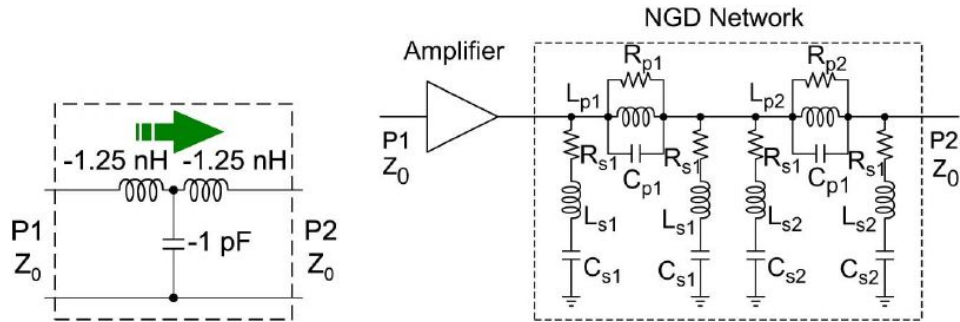 -1.25 nH -1.25 nH
P1
Z0
-1 pF
P2
Z0
NGD Network
Amplifier
P1
Z0
Rp1
Lp1
Cp1
Rs1
Ls1
Cs1
Rs1
Ls1
Cs1
Rp2
Lp2
Cp1
Rs1
Ls2
Cs2
Rs1
Ls2
Cs2
P2
Z0